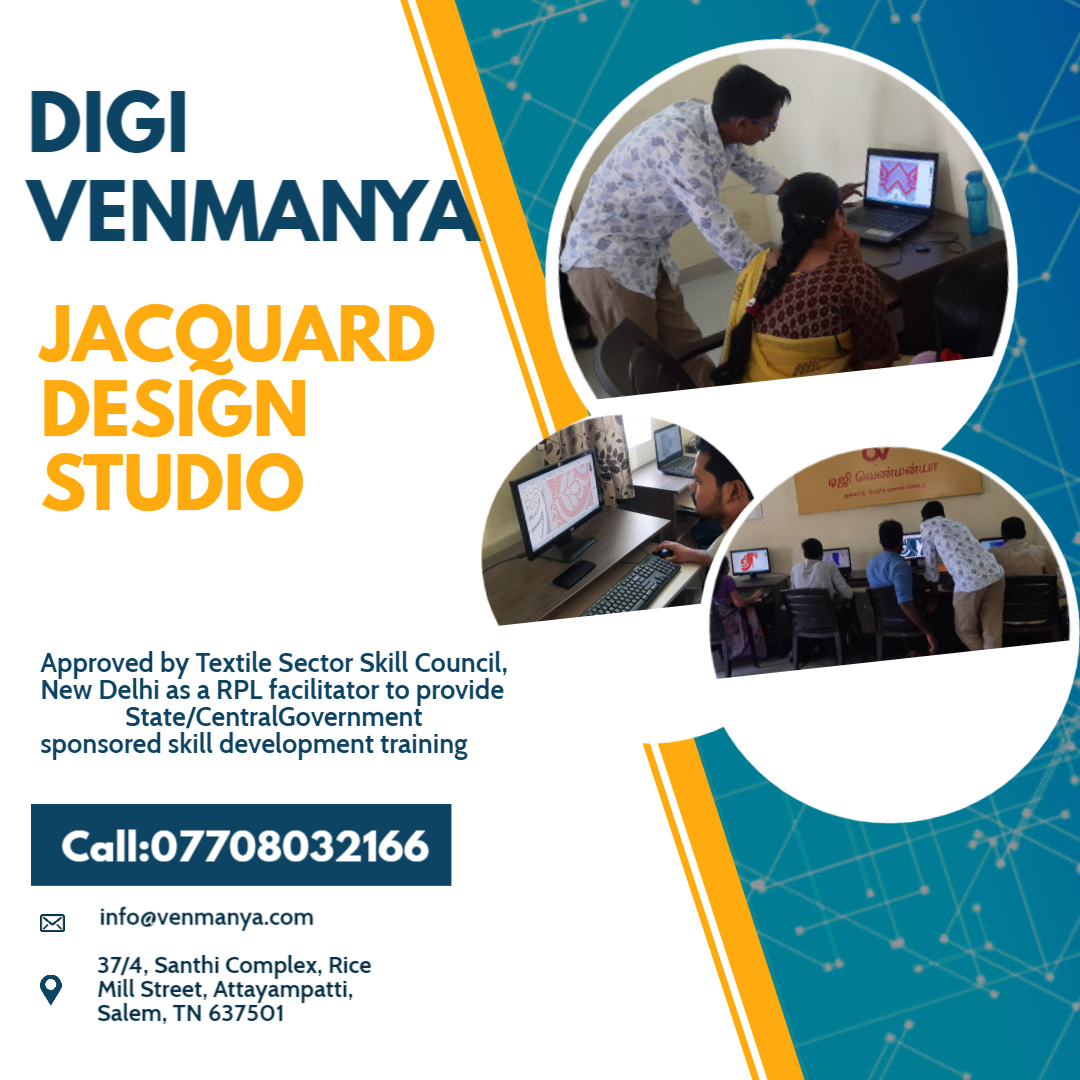 DIGI
VENMANYA
JACQUARD
DESIGN
STUDIO
டிஜி வெண்மன்யா
Approved by Textile Sector Skill Council,
New Delhi as a RPL facilitator to provide
State/CentralGovernment
sponsored skill development training
Call:07708032166
info@venmanya.com
37/4, Santhi Complex, Rice
Mill Street, Attayampatti,
Salem, TN 637501